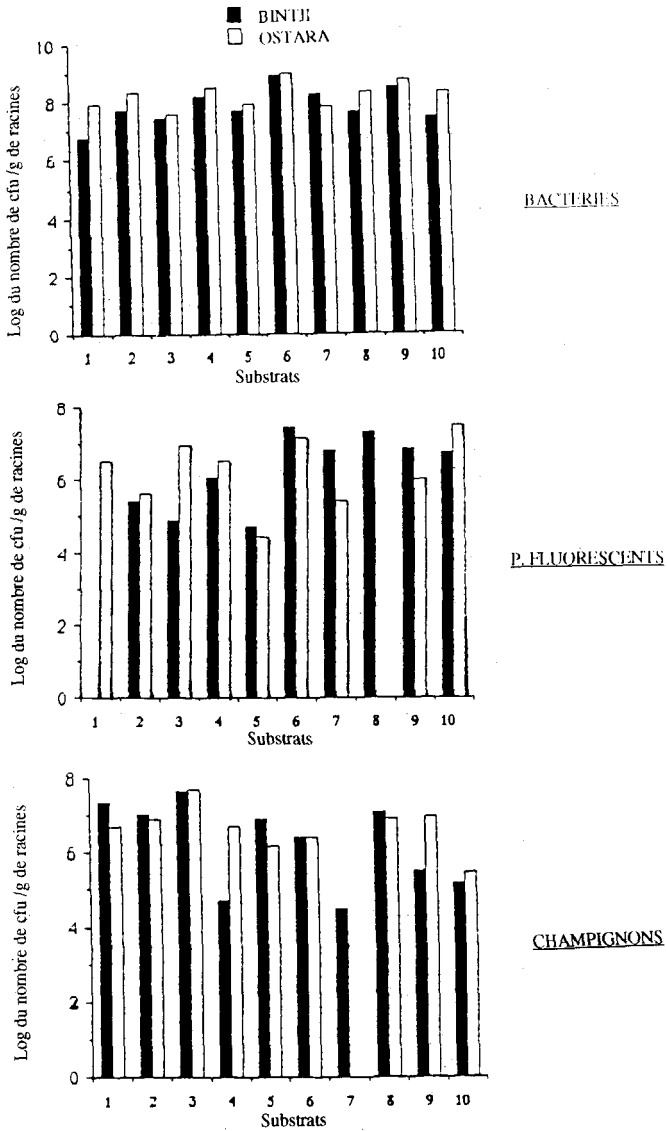 BINTJI
OSTARA
Log du nombre de cfu /g de racines
10
8
6
4
2
0
1 2 3 4 5 6 7 8 9 10
Substrats
BACTERIES
Log du nombre de cfu /g de racines
8
6
4
2
0
1 2 3 4 5 6 7 8 9 10
Substrats
P. FLUORESCENTS
Log du nombre de cfu /g de racines
8
6
4
2
0
1 2 3 4 5 6 7 8 9 10
Substrats
CHAMPIGNONS